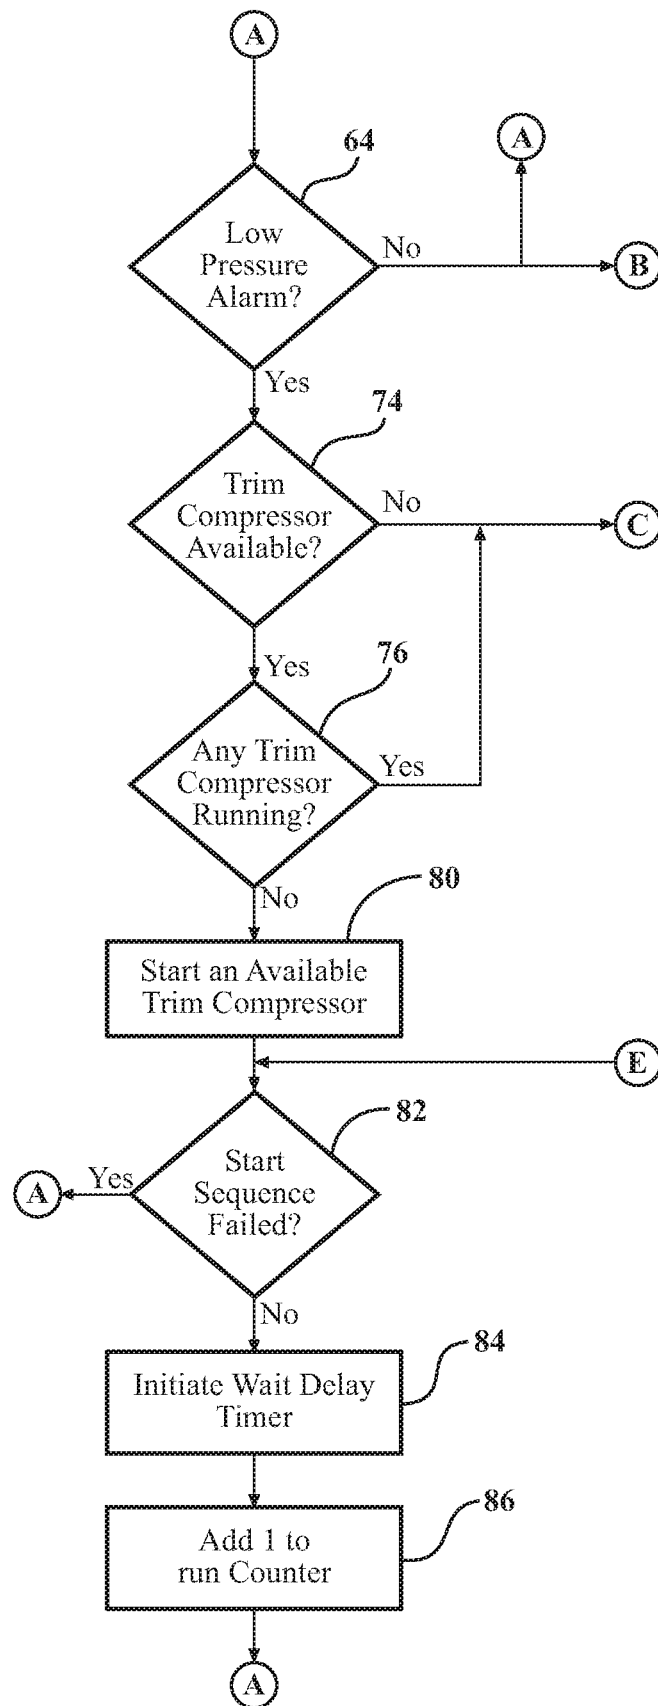 A
64
A
Low
Pressure
Alarm?
No
B
Yes
74
Trim
Compressor
Available?
No
C
Yes
76
Any Trim
Compressor
Running?
Yes
No
80
Start an Available
Trim Compressor
E
82
Start
Sequence
Failed?
Yes
A
No
84
Initiate Wait Delay
Timer
86
Add 1 to
run Counter
A